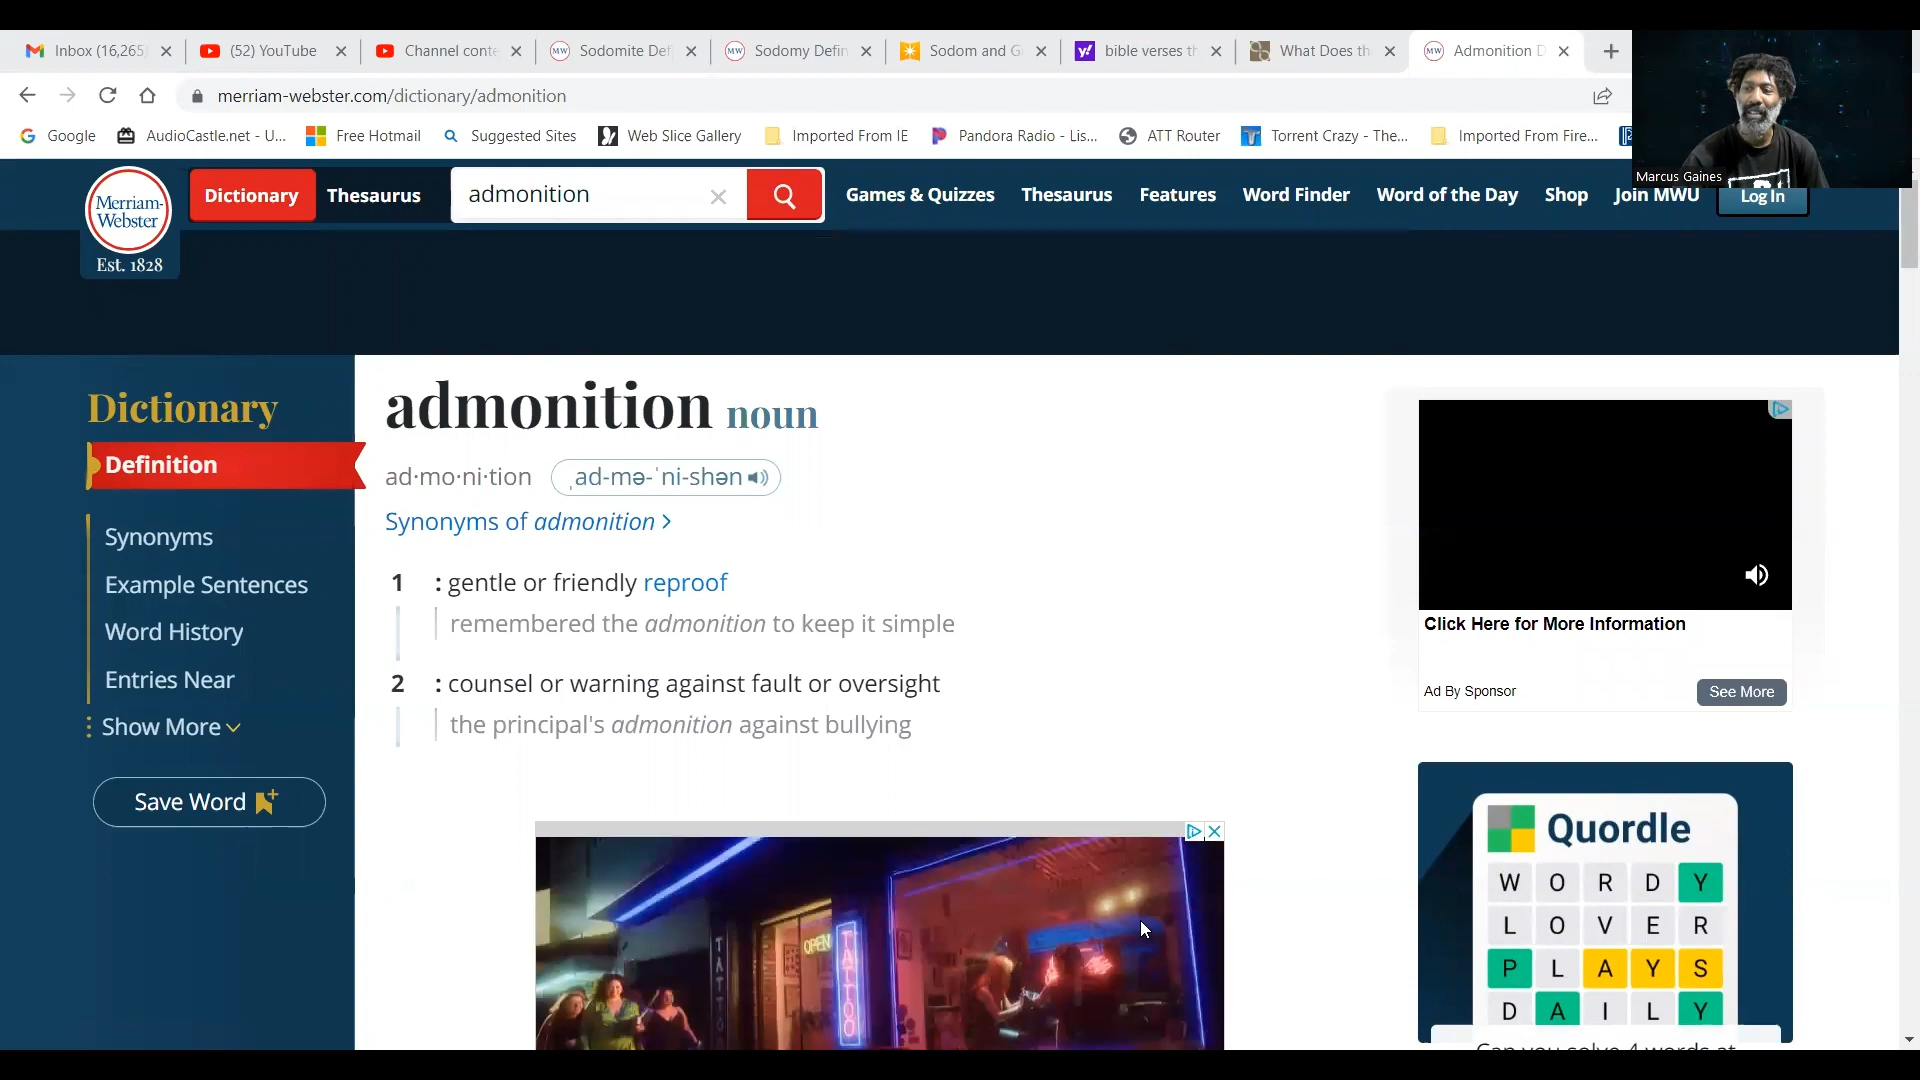 Inbox (16,265)
(52) YouTube
Channel conte
Sodomite Def
Sodomy Defin
Sodom and G
bible verses th
What Does th
Admonition D
merriam-webster.com/dictionary/admonition
Google
AudioCastle.net - U...
Free Hotmail
Suggested Sites
Web Slice Gallery
Imported From IE
Pandora Radio - Lis...
ATT Router
Torrent Crazy - The...
Imported From Fire...
Marcus Gaines
Merriam-
Webster
Est. 1828
Dictionary
Thesaurus
admonition
Games & Quizzes
Thesaurus
Features
Word Finder
Word of the Day
Shop
Join MWU
Log In
Dictionary
Definition
Synonyms
Example Sentences
Word History
Entries Near
Show More
Save Word
admonition noun
ad·mo·ni·tion
ˌad-mə-ˈni-shən
Synonyms of admonition
1 : gentle or friendly reproof
remembered the admonition to keep it simple
2 : counsel or warning against fault or oversight
the principal's admonition against bullying
OPEN
TATTOO
TATTOO
Click Here for More Information
Ad By Sponsor
See More
Quordle
W O R D Y
L O V E R
P L A Y S
D A I L Y
Can you solve 4 words at